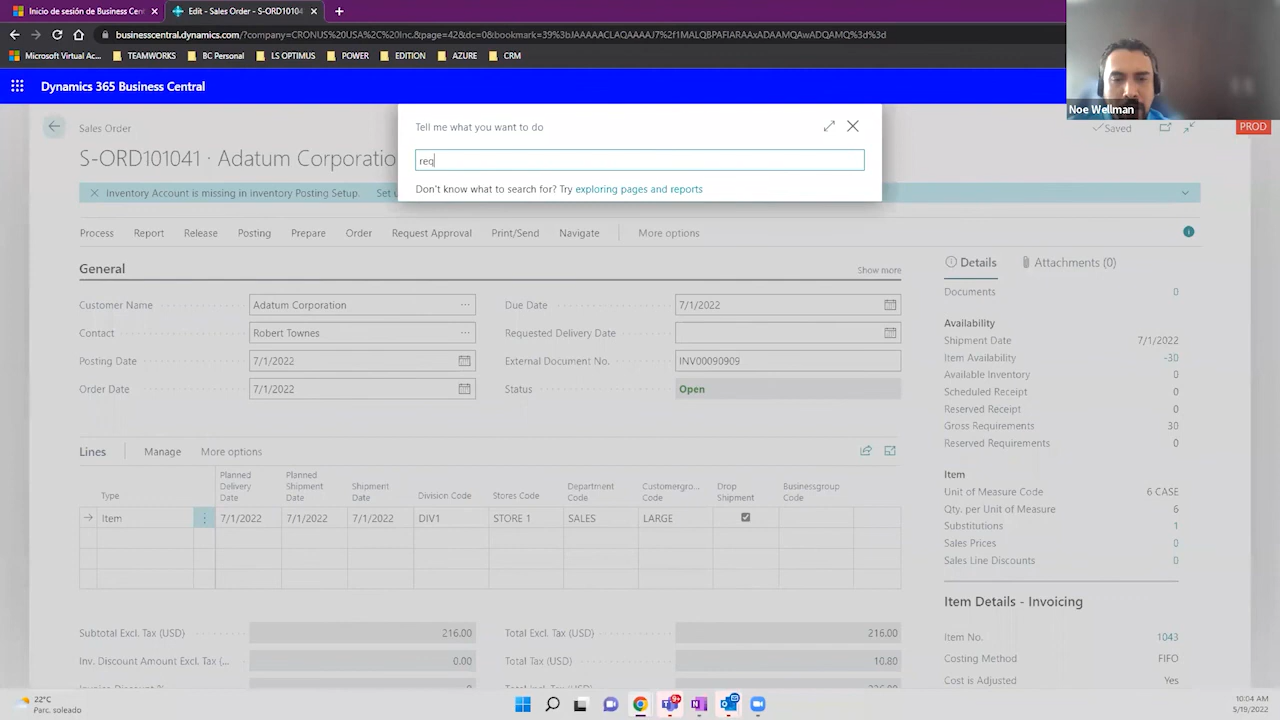 Inicio de sesión de Business Cent
Edit - Sales Order - S-ORD10104
businesscentral.dynamics.com/?company=CRONUS%20USA%2C%20Inc.&page=42&dc=0&bookmark=39%3bJAAAAACLAQAAAAJ7%2f1MALQBPAFIARAAxADAAMQAwADQAMQ%3d%3d
Microsoft Virtual Ac...
TEAMWORKS
BC Personal
LS OPTIMUS
POWER
EDITION
AZURE
CRM
Dynamics 365 Business Central
Noe Wellman
Tell me what you want to do
req
Don't know what to search for? Try exploring pages and reports
Sales Order
Saved
PROD
S-ORD101041 · Adatum Corporatio
Inventory Account is missing in inventory Posting Setup.
Process
Report
Release
Posting
Prepare
Order
Request Approval
Print/Send
Navigate
More options
General
Show more
Customer Name
Adatum Corporation
Contact
Robert Townes
Posting Date
7/1/2022
Order Date
7/1/2022
Due Date
7/1/2022
Requested Delivery Date
External Document No.
INV00090909
Status
Open
Lines
Manage
More options
Type
Planned Delivery Date
Planned Shipment Date
Shipment Date
Division Code
Stores Code
Department Code
Customergro... Code
Drop Shipment
Businessgroup Code
Item
7/1/2022
7/1/2022
7/1/2022
DIV1
STORE 1
SALES
LARGE
Subtotal Excl. Tax (USD)
216.00
Inv. Discount Amount Excl. Tax (...
0.00
Total Excl. Tax (USD)
216.00
Total Tax (USD)
10.80
Details
Attachments (0)
Documents
0
Availability
Shipment Date
7/1/2022
Item Availability
-30
Available Inventory
0
Scheduled Receipt
0
Reserved Receipt
0
Gross Requirements
30
Reserved Requirements
0
Item
Unit of Measure Code
6 CASE
Qty. per Unit of Measure
6
Substitutions
1
Sales Prices
0
Sales Line Discounts
0
Item Details - Invoicing
Item No.
1043
Costing Method
FIFO
Cost is Adjusted
Yes
22°C
Parc. soleado
10:04 AM
5/19/2022